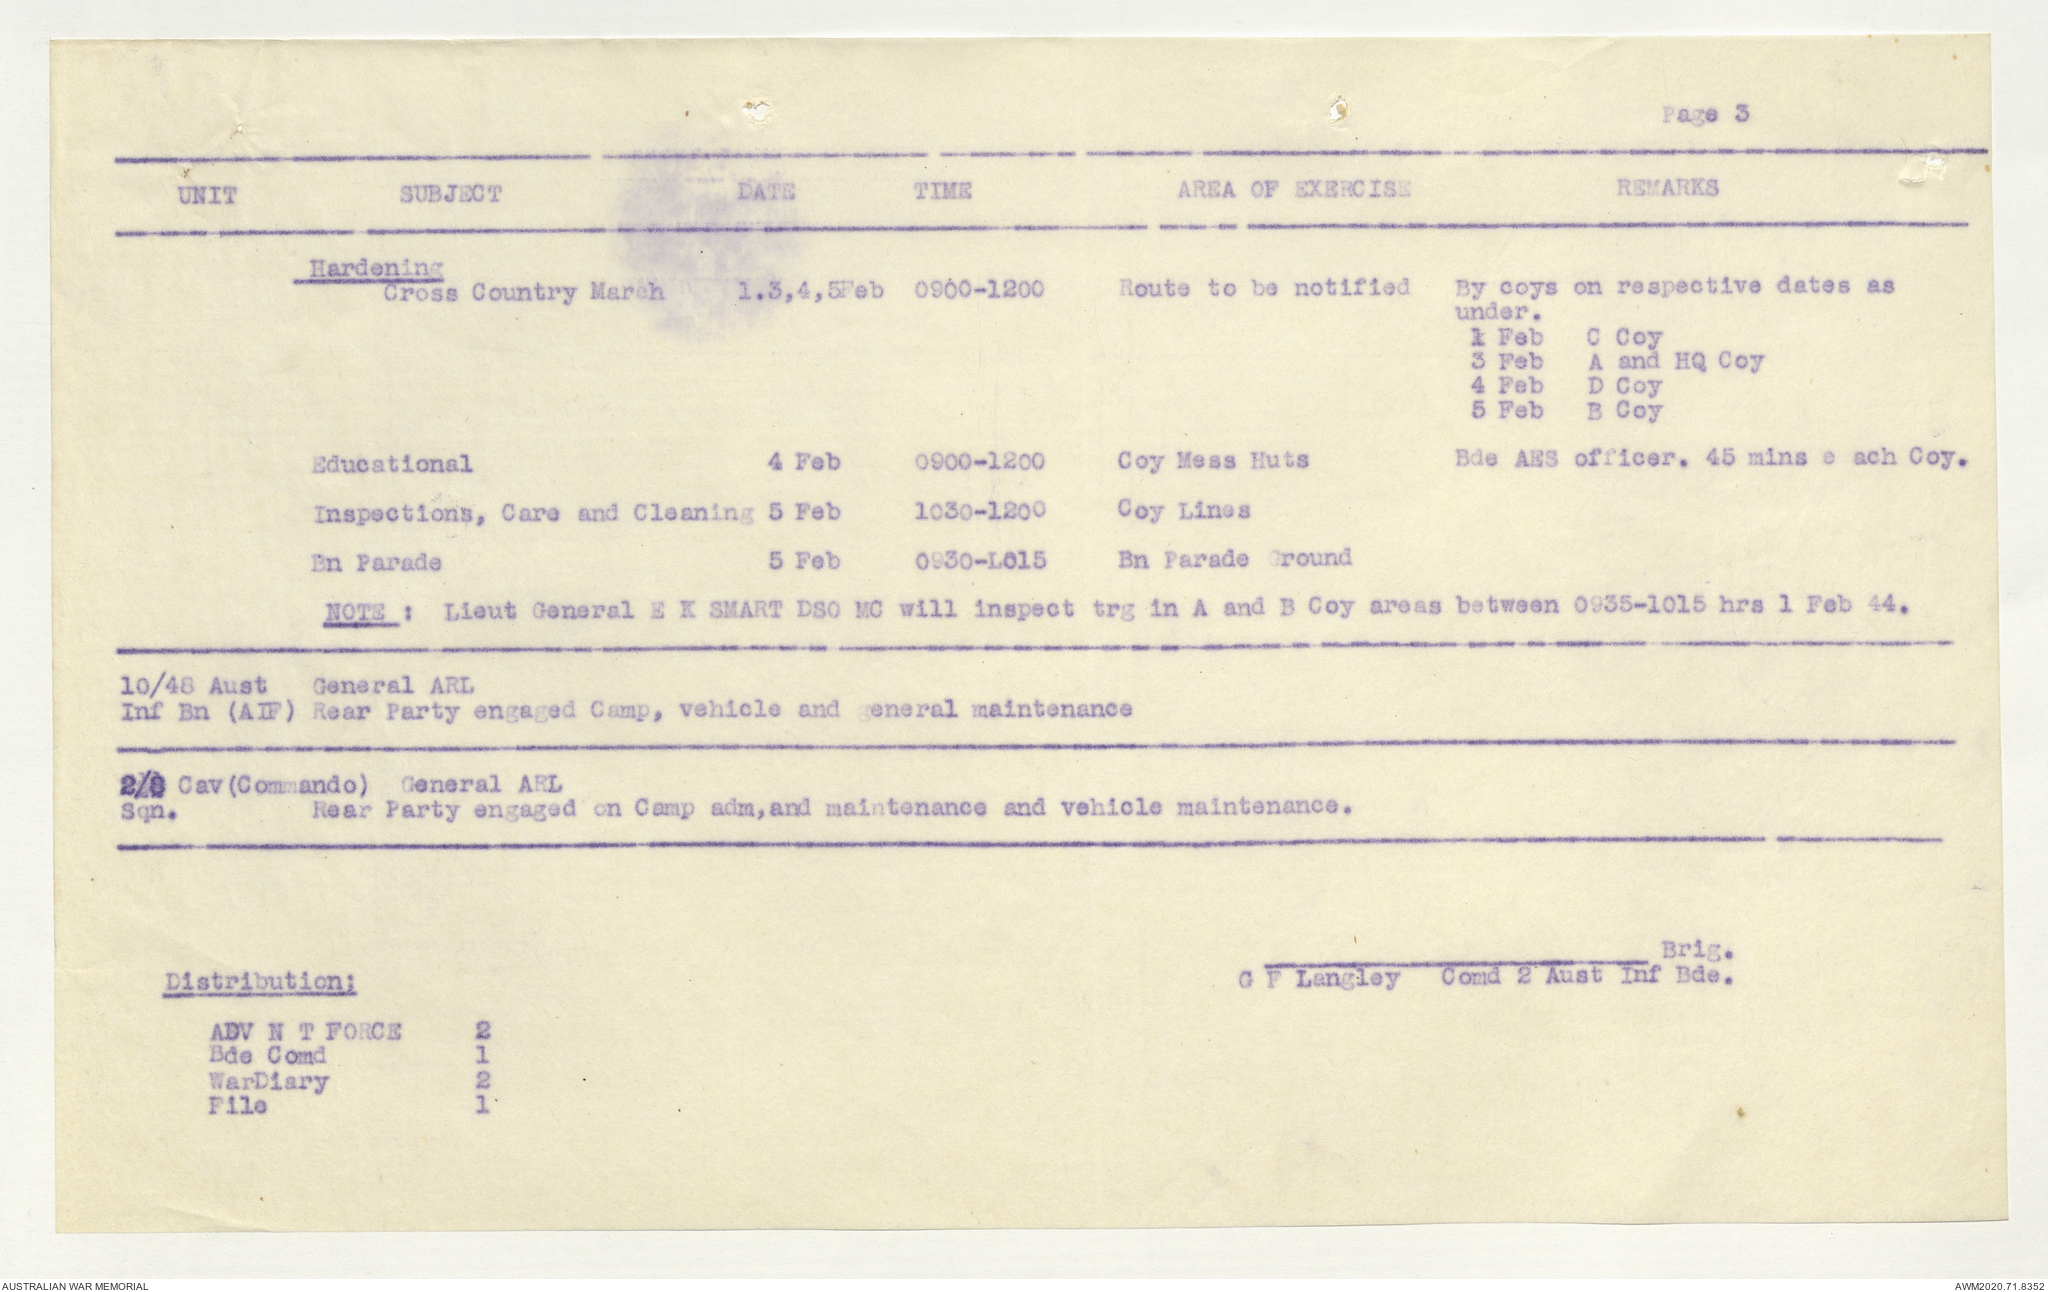 Page 3
UNIT SUBJECT DATE TIME AREA OF EXERCISE REMARKS
Hardening
Cross Country March 1.3,4,5Feb 0900-1200 Route to be notified By coys on respective dates as
under.
1 Feb C Coy
3 Feb A and HQ Coy
4 Feb D Coy
5 Feb B Coy
Educational 4 Feb 0900-1200 Coy Mess Huts Bde AES officer. 45 mins e ach Coy.
Inspections, Care and Cleaning 5 Feb 1030-1200 Coy Lines
Bn Parade 5 Feb 0930-L015 Bn Parade Ground
NOTE : Lieut General E K SMART DSO MC will inspect trg in A and B Coy areas between 0935-1015 hrs 1 Feb 44.
10/48 Aust General ARL
Inf Bn (AIF) Rear Party engaged Camp, vehicle and general maintenance
2/8 Cav(Commando) General ARL
Sqn. Rear Party engaged on Camp adm,and maintenance and vehicle maintenance.
Brig.
G F Langley Comd 2 Aust Inf Bde.
Distribution;
ADV N T FORCE 2
Bde Comd 1
WarDiary 2
File 1
AUSTRALIAN WAR MEMORIAL AWM2020.71.8352